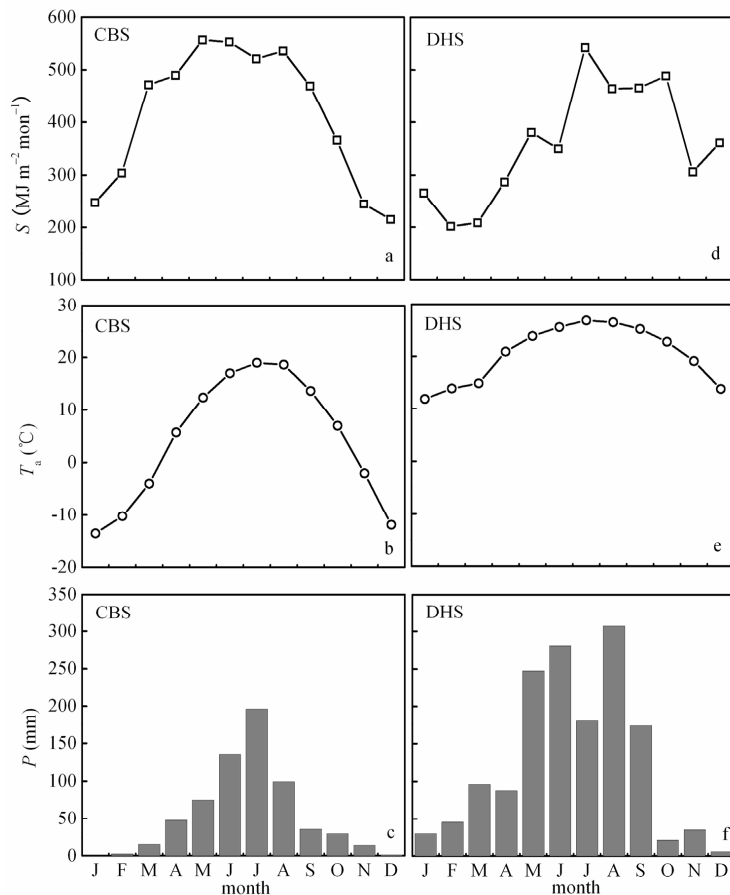 600
500
400
300
200
100
S (MJ m⁻² mon⁻¹)
CBS
a
DHS
d
30
20
10
0
-10
-20
Tₐ (℃)
CBS
b
DHS
e
350
300
250
200
150
100
50
0
P (mm)
CBS
c
DHS
f
J F M A M J J A S O N D
month
J F M A M J J A S O N D
month